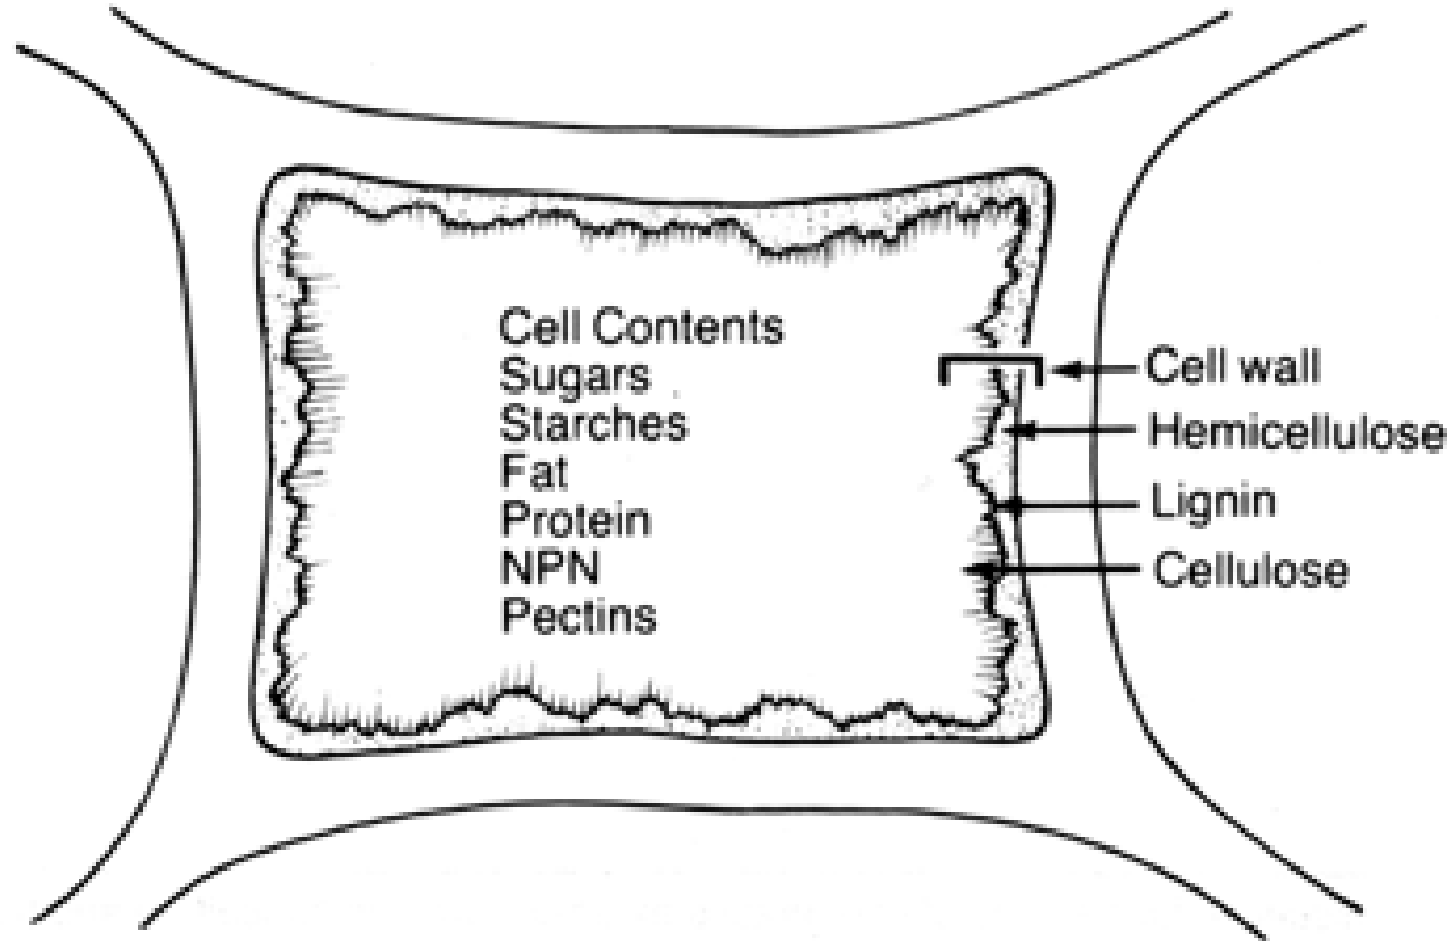 Cell Contents
Sugars
Starches
Fat
Protein
NPN
Pectins
Cell wall
Hemicellulose
Lignin
Cellulose